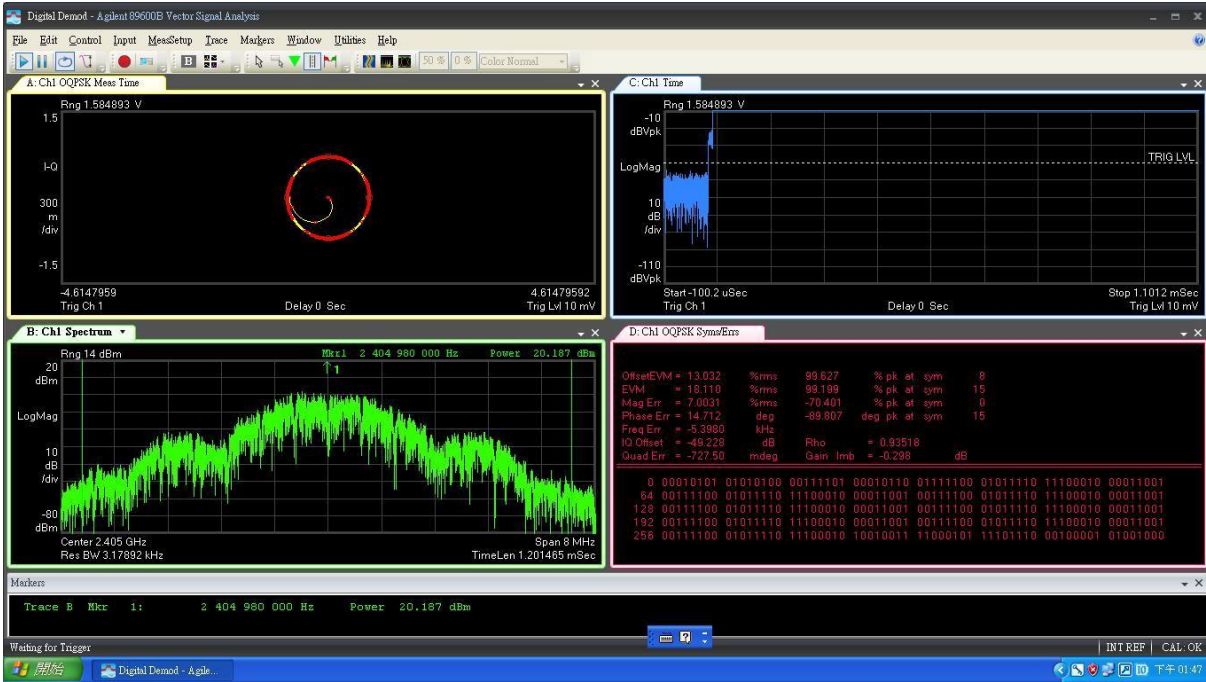 Digital Demod - Agilent 89600B Vector Signal Analysis
File Edit Control Input MeasSetup Trace Markers Window Utilities Help
B 50 % 0 % Color Normal
A: Ch1 OQPSK Meas Time
Rng 1.584893 V
1.5
I-Q
300
m
/div
-1.5
-4.6147959 4.61479592
Trig Ch 1 Delay 0 Sec Trig Lvl 10 mV
C: Ch1 Time
Rng 1.584893 V
-10
dBVpk
TRIG LVL
LogMag
10
dB
/div
-110
dBVpk
Start -100.2 uSec Stop 1.1012 mSec
Trig Ch 1 Delay 0 Sec Trig Lvl 10 mV
B: Ch1 Spectrum
Rng 14 dBm Mkr1 2 404 980 000 Hz Power 20.187 dBm
20
dBm
1
LogMag
10
dB
/div
-80
dBm
Center 2.405 GHz Span 8 MHz
Res BW 3.17892 kHz TimeLen 1.201465 mSec
D: Ch1 OQPSK Syms/Errs
OffsetEVM = 13.032 %rms 99.627 % pk at sym 8
EVM = 18.110 %rms 99.199 % pk at sym 15
Mag Err = 7.0031 %rms -70.401 % pk at sym 0
Phase Err = 14.712 deg -89.807 deg pk at sym 15
Freq Err = -5.3980 kHz
IQ Offset = -49.228 dB Rho = 0.93518
Quad Err = -727.50 mdeg Gain Imb = -0.298 dB
0 00010101 01010100 00111101 00010110 01111100 01011110 11100010 00011001
64 00111100 01011110 11100010 00011001 00111100 01011110 11100010 00011001
128 00111100 01011110 11100010 00011001 00111100 01011110 11100010 00011001
192 00111100 01011110 11100010 00011001 00111100 01011110 11100010 00011001
256 00111100 01011110 11100010 10010011 11000101 11101110 00100001 01001000
Markers
Trace B Mkr 1: 2 404 980 000 Hz Power 20.187 dBm
Waiting for Trigger INT REF CAL: OK
開始 Digital Demod - Agile... 下午 01:47